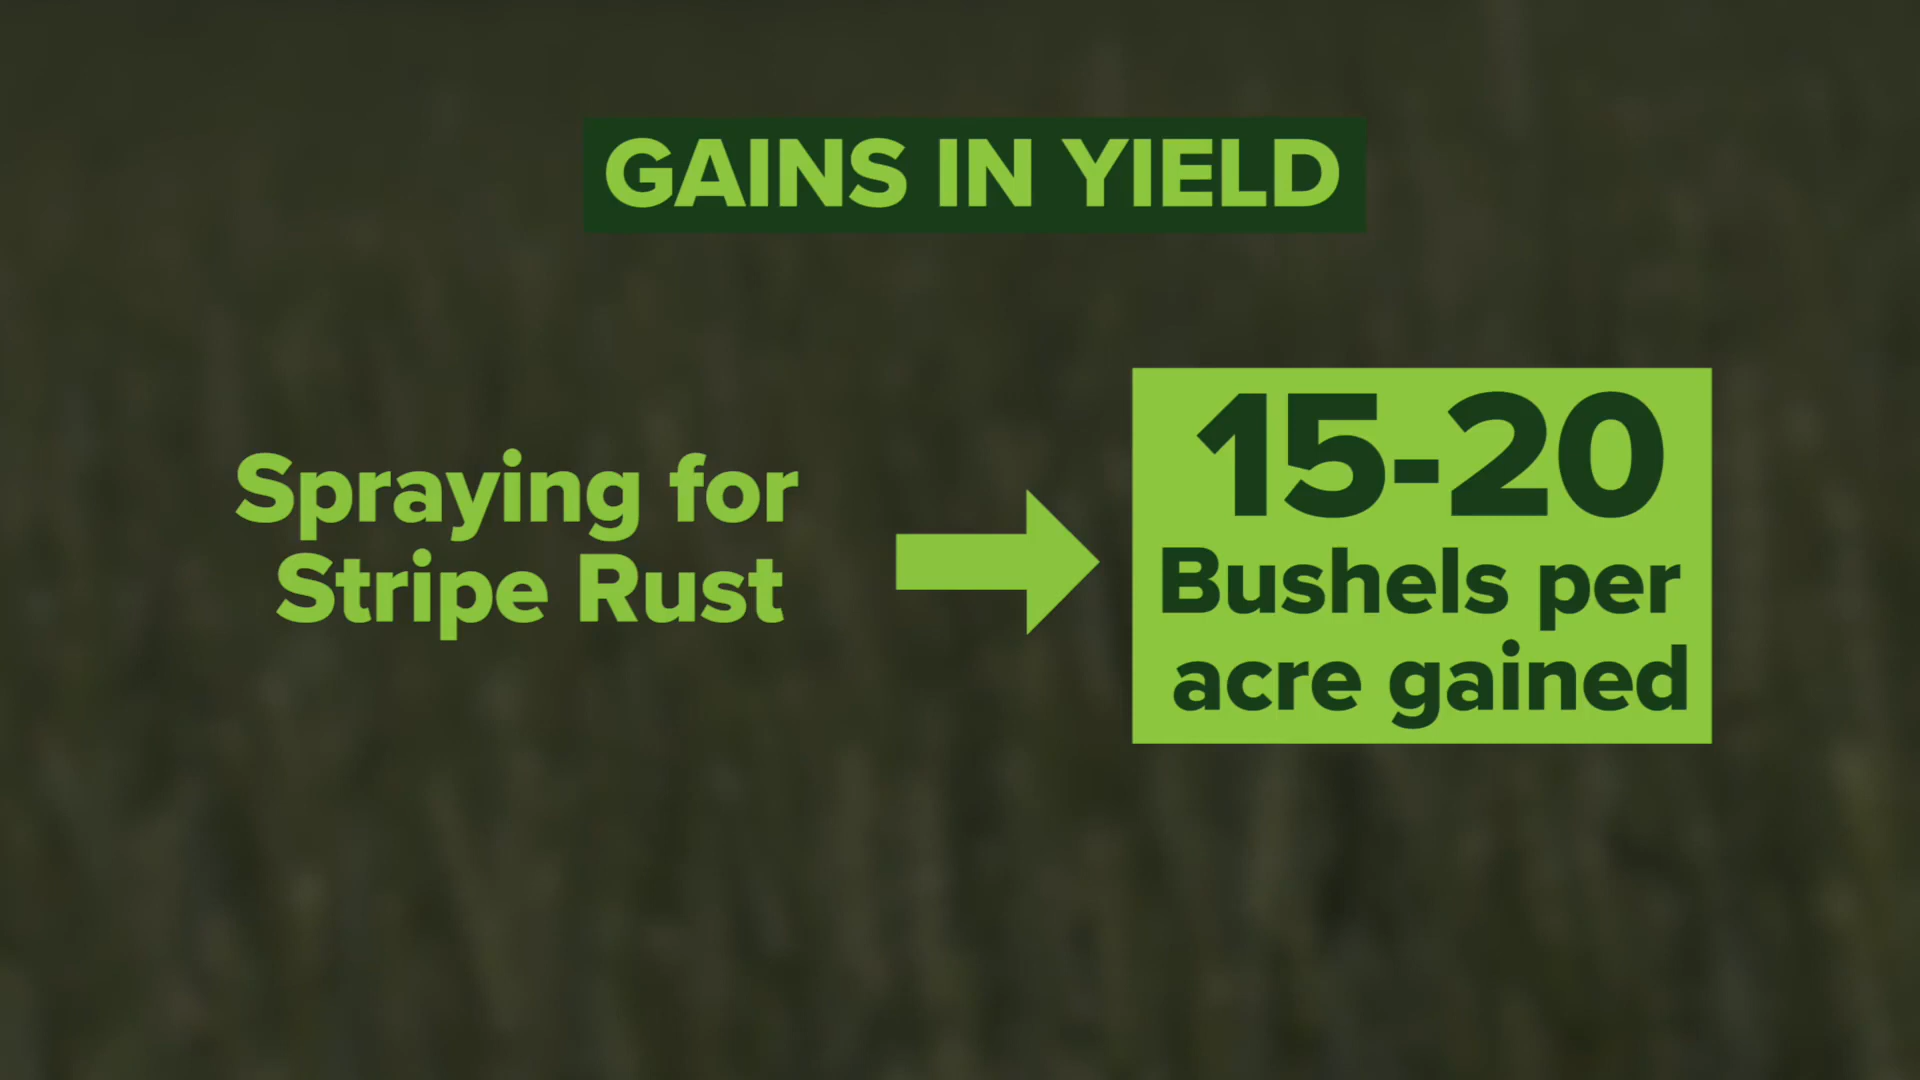 GAINS IN YIELD
Spraying for
Stripe Rust
15-20
Bushels per
acre gained